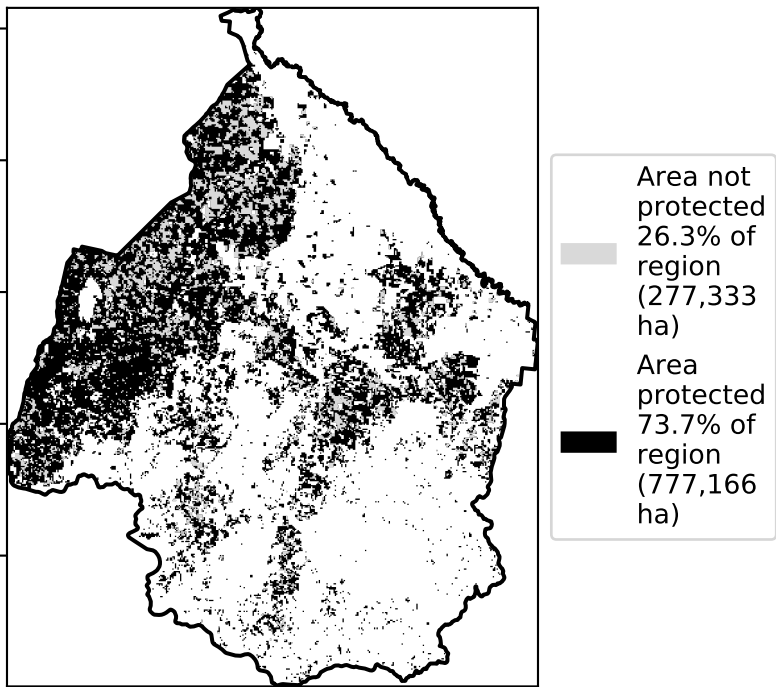 Area not
protected
26.3% of
region
(277,333
ha)
Area
protected
73.7% of
region
(777,166
ha)